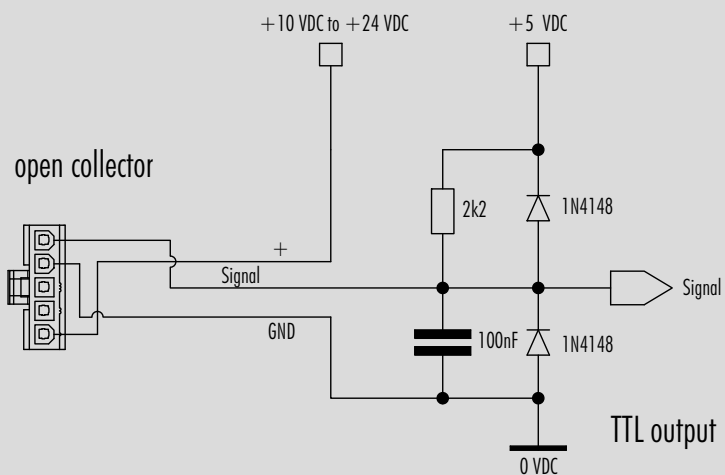 +10 VDC to +24 VDC
+5 VDC
open collector
2k2
1N4148
+
Signal
Signal
GND
100nF
1N4148
TTL output
0 VDC